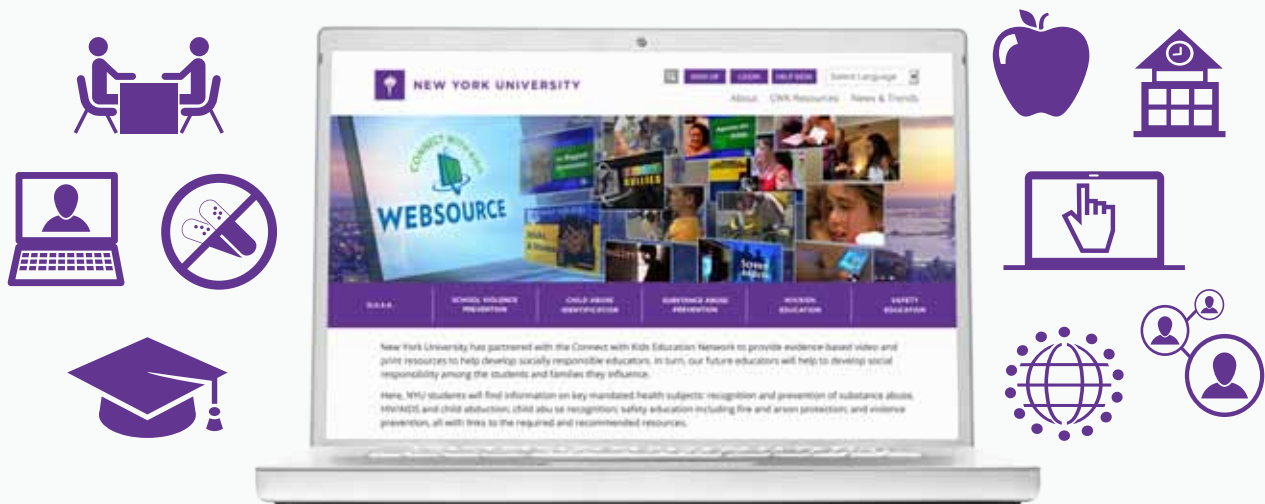 NEW YORK UNIVERSITY
SIGN UP LOGIN HELP DESK Select Language
About CWK Resources News & Trends
CONNECT WITH KIDS
WEBSOURCE
SCHOOL VIOLENCE
PREVENTION
CHILD ABUSE
IDENTIFICATION
SUBSTANCE ABUSE
PREVENTION
HIV/AIDS
EDUCATION
SAFETY
EDUCATION
New York University has partnered with the Connect with Kids Education Network to provide evidence-based video and
print resources to help develop socially responsible educators. In turn, our future educators will help to develop social
responsibility among the students and families they influence.
Here, NYU students will find information on key mandated health subjects: recognition and prevention of substance abuse,
HIV/AIDS and child abduction; child abu se recognition; safety education including fire and arson protection; and violence
prevention, all with links to the required and recommended resources.